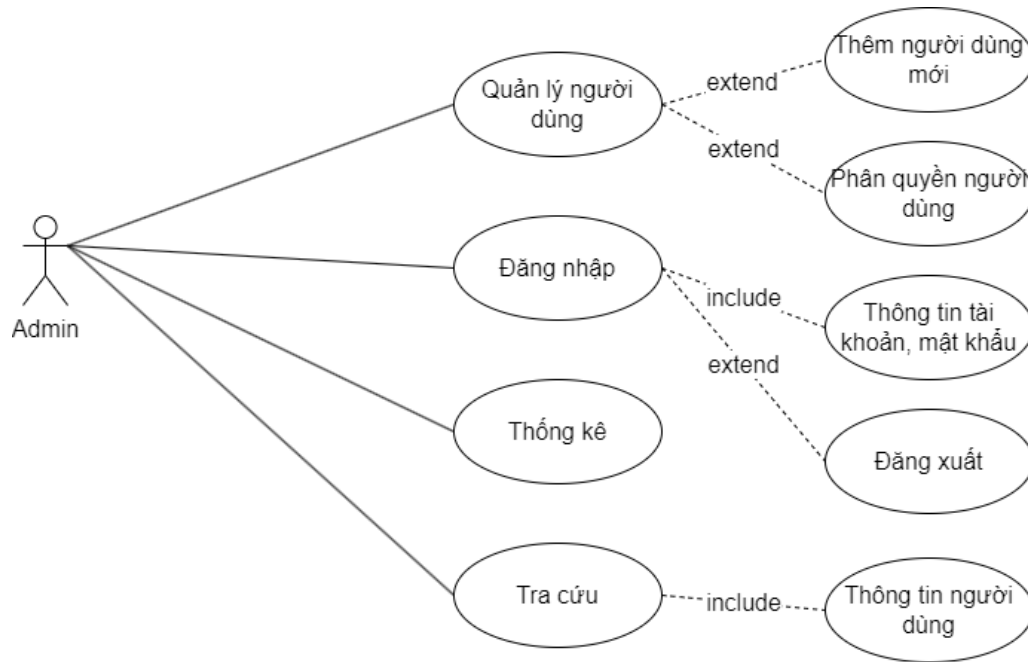 Thêm người dùng
mới
Quản lý người
dùng
extend
extend
Phân quyền người
dùng
Admin
Đăng nhập
include
Thông tin tài
khoản, mật khẩu
extend
Thống kê
Đăng xuất
Tra cứu
include
Thông tin người
dùng